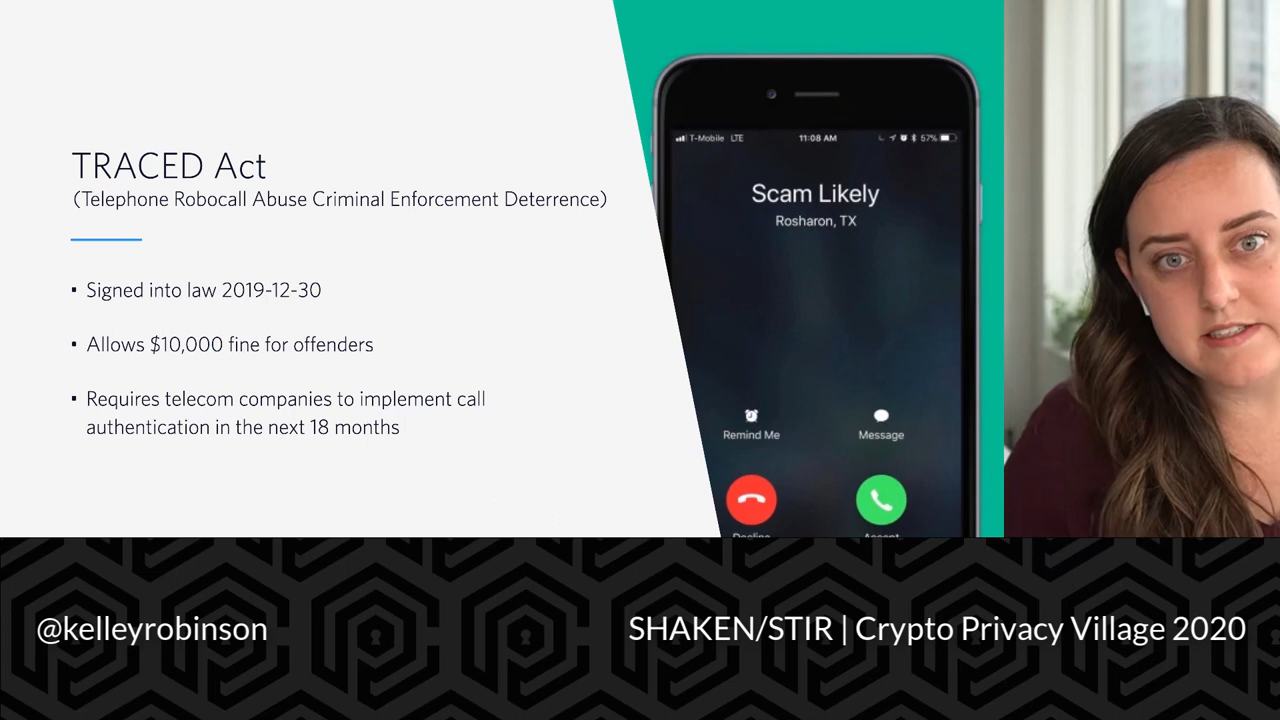 TRACED Act
(Telephone Robocall Abuse Criminal Enforcement Deterrence)
▪ Signed into law 2019-12-30
▪ Allows $10,000 fine for offenders
▪ Requires telecom companies to implement call
authentication in the next 18 months
T-Mobile LTE 11:08 AM 57%
Scam Likely
Rosharon, TX
Remind Me Message
Decline Accept
@kelleyrobinson SHAKEN/STIR | Crypto Privacy Village 2020